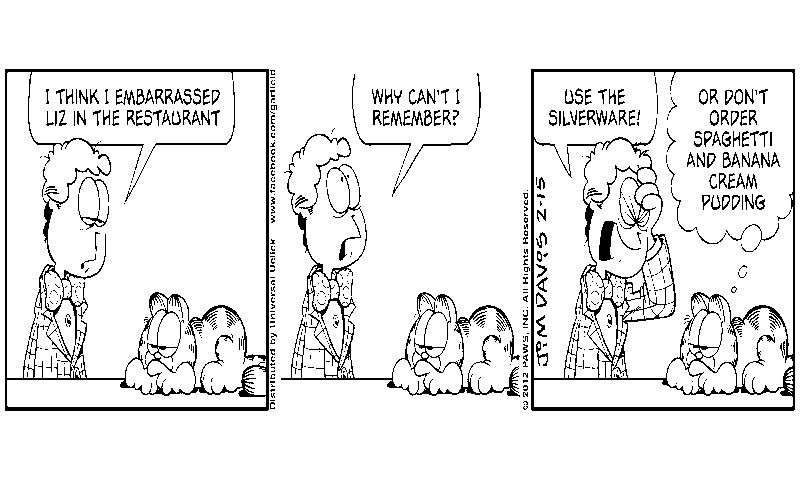 I THINK I EMBARRASSED
LIZ IN THE RESTAURANT
www.facebook.com/garfield
Distributed by Universal Uclick
WHY CAN'T I
REMEMBER?
© 2012 PAWS, INC. All Rights Reserved.
JIM DAVIS 2-15
USE THE
SILVERWARE!
OR DON'T
ORDER
SPAGHETTI
AND BANANA
CREAM
PUDDING